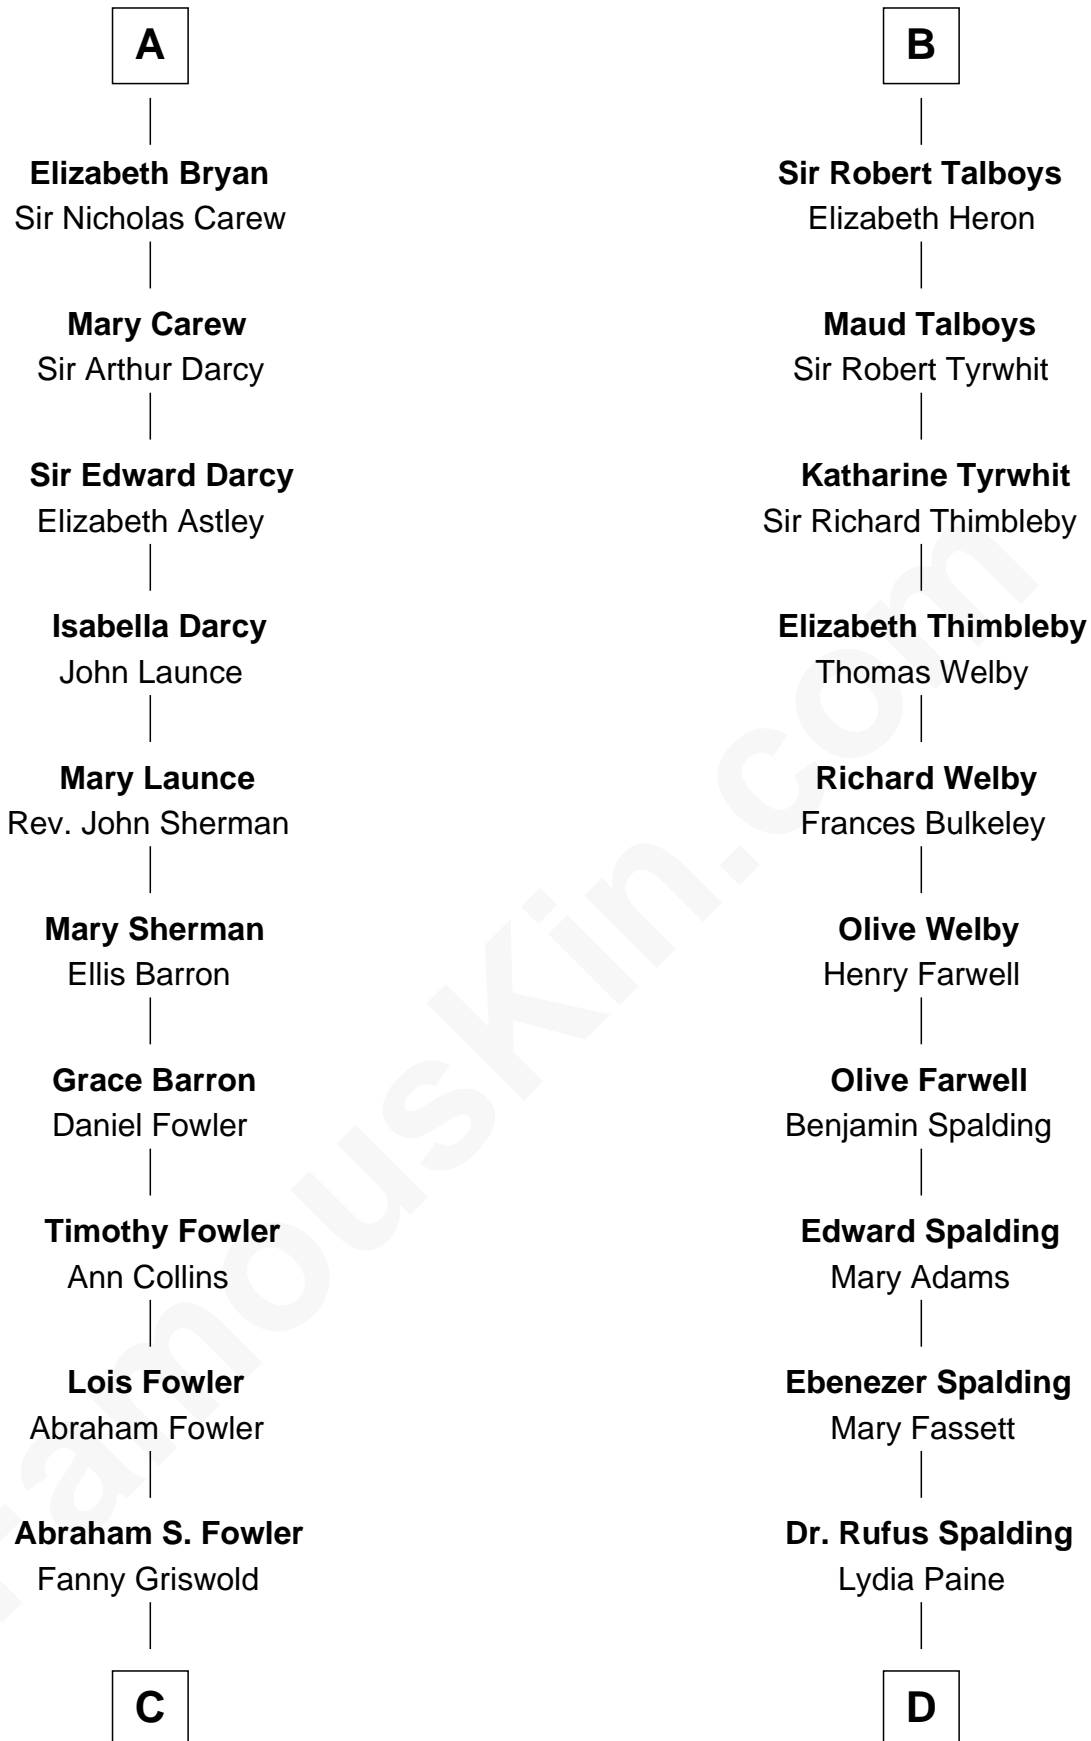 A
Elizabeth Bryan
Sir Nicholas Carew
Mary Carew
Sir Arthur Darcy
Sir Edward Darcy
Elizabeth Astley
Isabella Darcy
John Launce
Mary Launce
Rev. John Sherman
Mary Sherman
Ellis Barron
Grace Barron
Daniel Fowler
Timothy Fowler
Ann Collins
Lois Fowler
Abraham Fowler
Abraham S. Fowler
Fanny Griswold
C
B
Sir Robert Talboys
Elizabeth Heron
Maud Talboys
Sir Robert Tyrwhit
Katharine Tyrwhit
Sir Richard Thimbleby
Elizabeth Thimbleby
Thomas Welby
Richard Welby
Frances Bulkeley
Olive Welby
Henry Farwell
Olive Farwell
Benjamin Spalding
Edward Spalding
Mary Adams
Ebenezer Spalding
Mary Fassett
Dr. Rufus Spalding
Lydia Paine
D
FamousKin.com